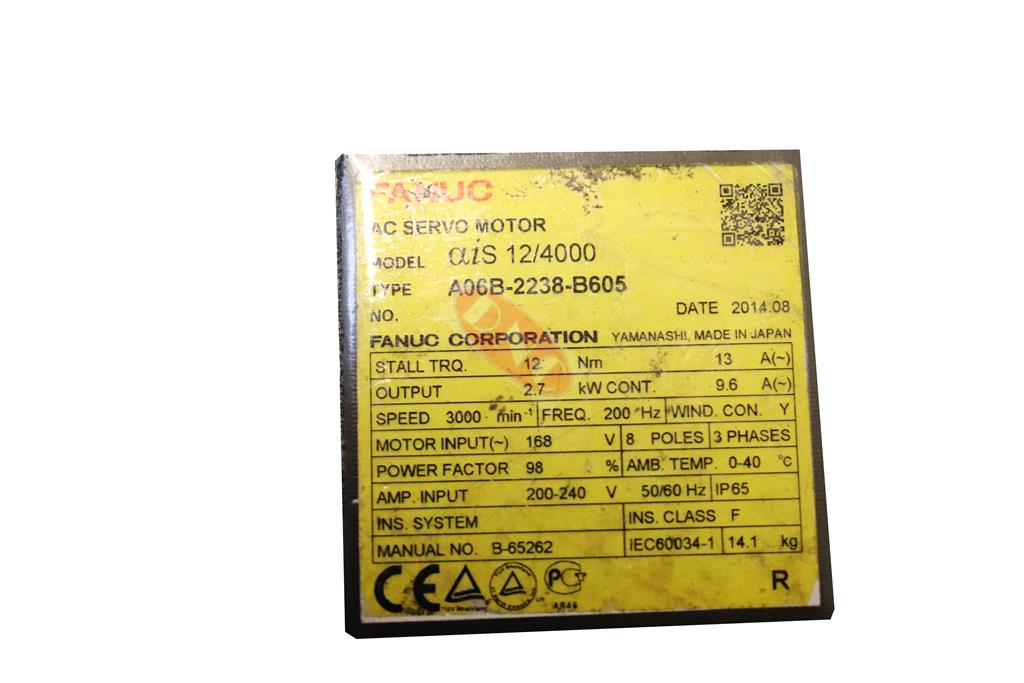 FANUC
AC SERVO MOTOR
MODEL αiS 12/4000
TYPE A06B-2238-B605
NO. DATE 2014.08
FANUC CORPORATION YAMANASHI, MADE IN JAPAN
STALL TRQ. 12 Nm 13 A(~)
OUTPUT 2.7 kW CONT. 9.6 A(~)
SPEED 3000 min-1 FREQ. 200 Hz WIND. CON. Y
MOTOR INPUT(~) 168 V 8 POLES 3 PHASES
POWER FACTOR 98 % AMB. TEMP. 0-40 °C
AMP. INPUT 200-240 V 50/60 Hz IP65
INS. SYSTEM INS. CLASS F
MANUAL NO. B-65262 IEC60034-1 14.1 kg
CE PCT R
TUV Rheinland